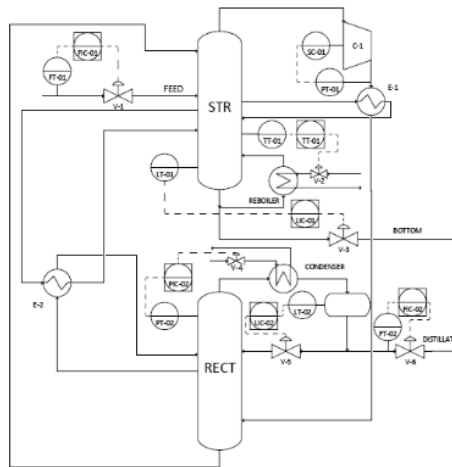 SC-01
C-1
FIC-01
FT-01
PT-01
E-1
FEED
V-1
STR
TT-01
TT-01
LT-01
V-2
REBOILER
LIC-01
BOTTOM
V-3
CONDENSER
PIC-02
V-4
E-2
LT-02
FIC-02
PT-02
LIC-02
FT-02
DISTILLAT
RECT
V-5
V-6